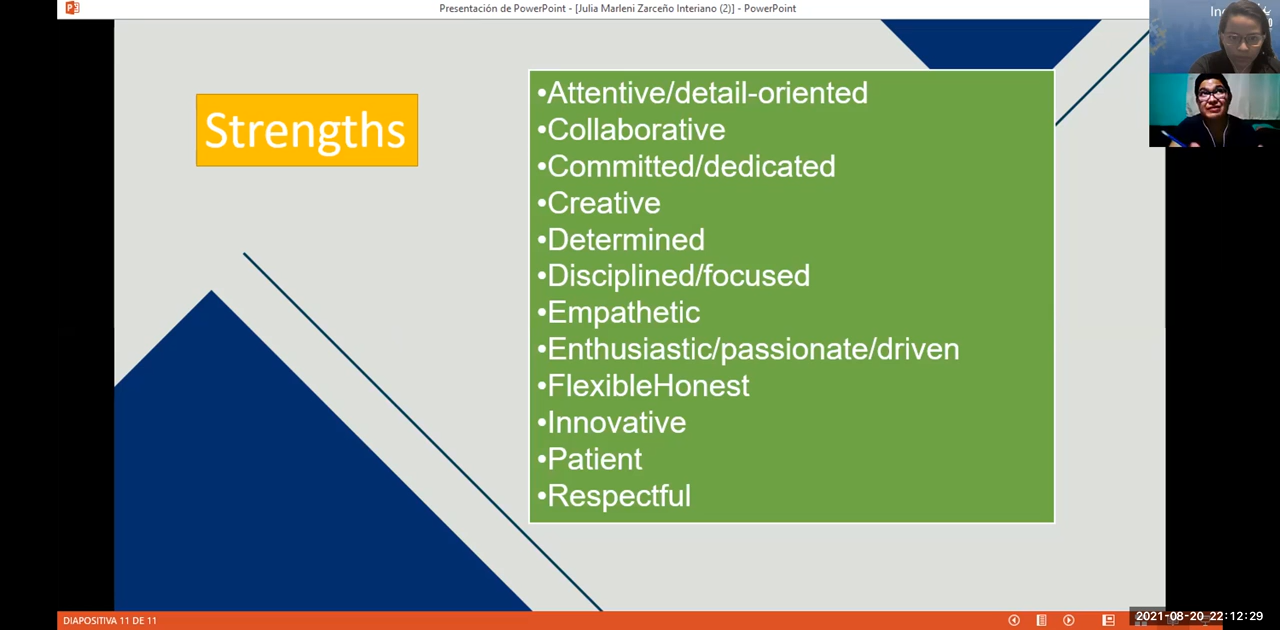 Presentación de PowerPoint - [Julia Marleni Zarceño Interiano (2)] - PowerPoint
Strengths
•Attentive/detail-oriented
•Collaborative
•Committed/dedicated
•Creative
•Determined
•Disciplined/focused
•Empathetic
•Enthusiastic/passionate/driven
•FlexibleHonest
•Innovative
•Patient
•Respectful
DIAPOSITIVA 11 DE 11
2021-08-20 22:12:29